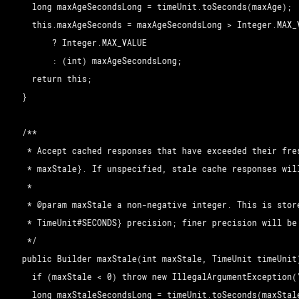 long maxAgeSecondsLong = timeUnit.toSeconds(maxAge);
this.maxAgeSeconds = maxAgeSecondsLong > Integer.MAX_V
? Integer.MAX_VALUE
: (int) maxAgeSecondsLong;
return this;
}
/**
* Accept cached responses that have exceeded their fres
* maxStale}. If unspecified, stale cache responses wil
*
* @param maxStale a non-negative integer. This is store
* TimeUnit#SECONDS} precision; finer precision will be
*/
public Builder maxStale(int maxStale, TimeUnit timeUnit
if (maxStale < 0) throw new IllegalArgumentException("
long maxStaleSecondsLong = timeUnit.toSeconds(maxStale